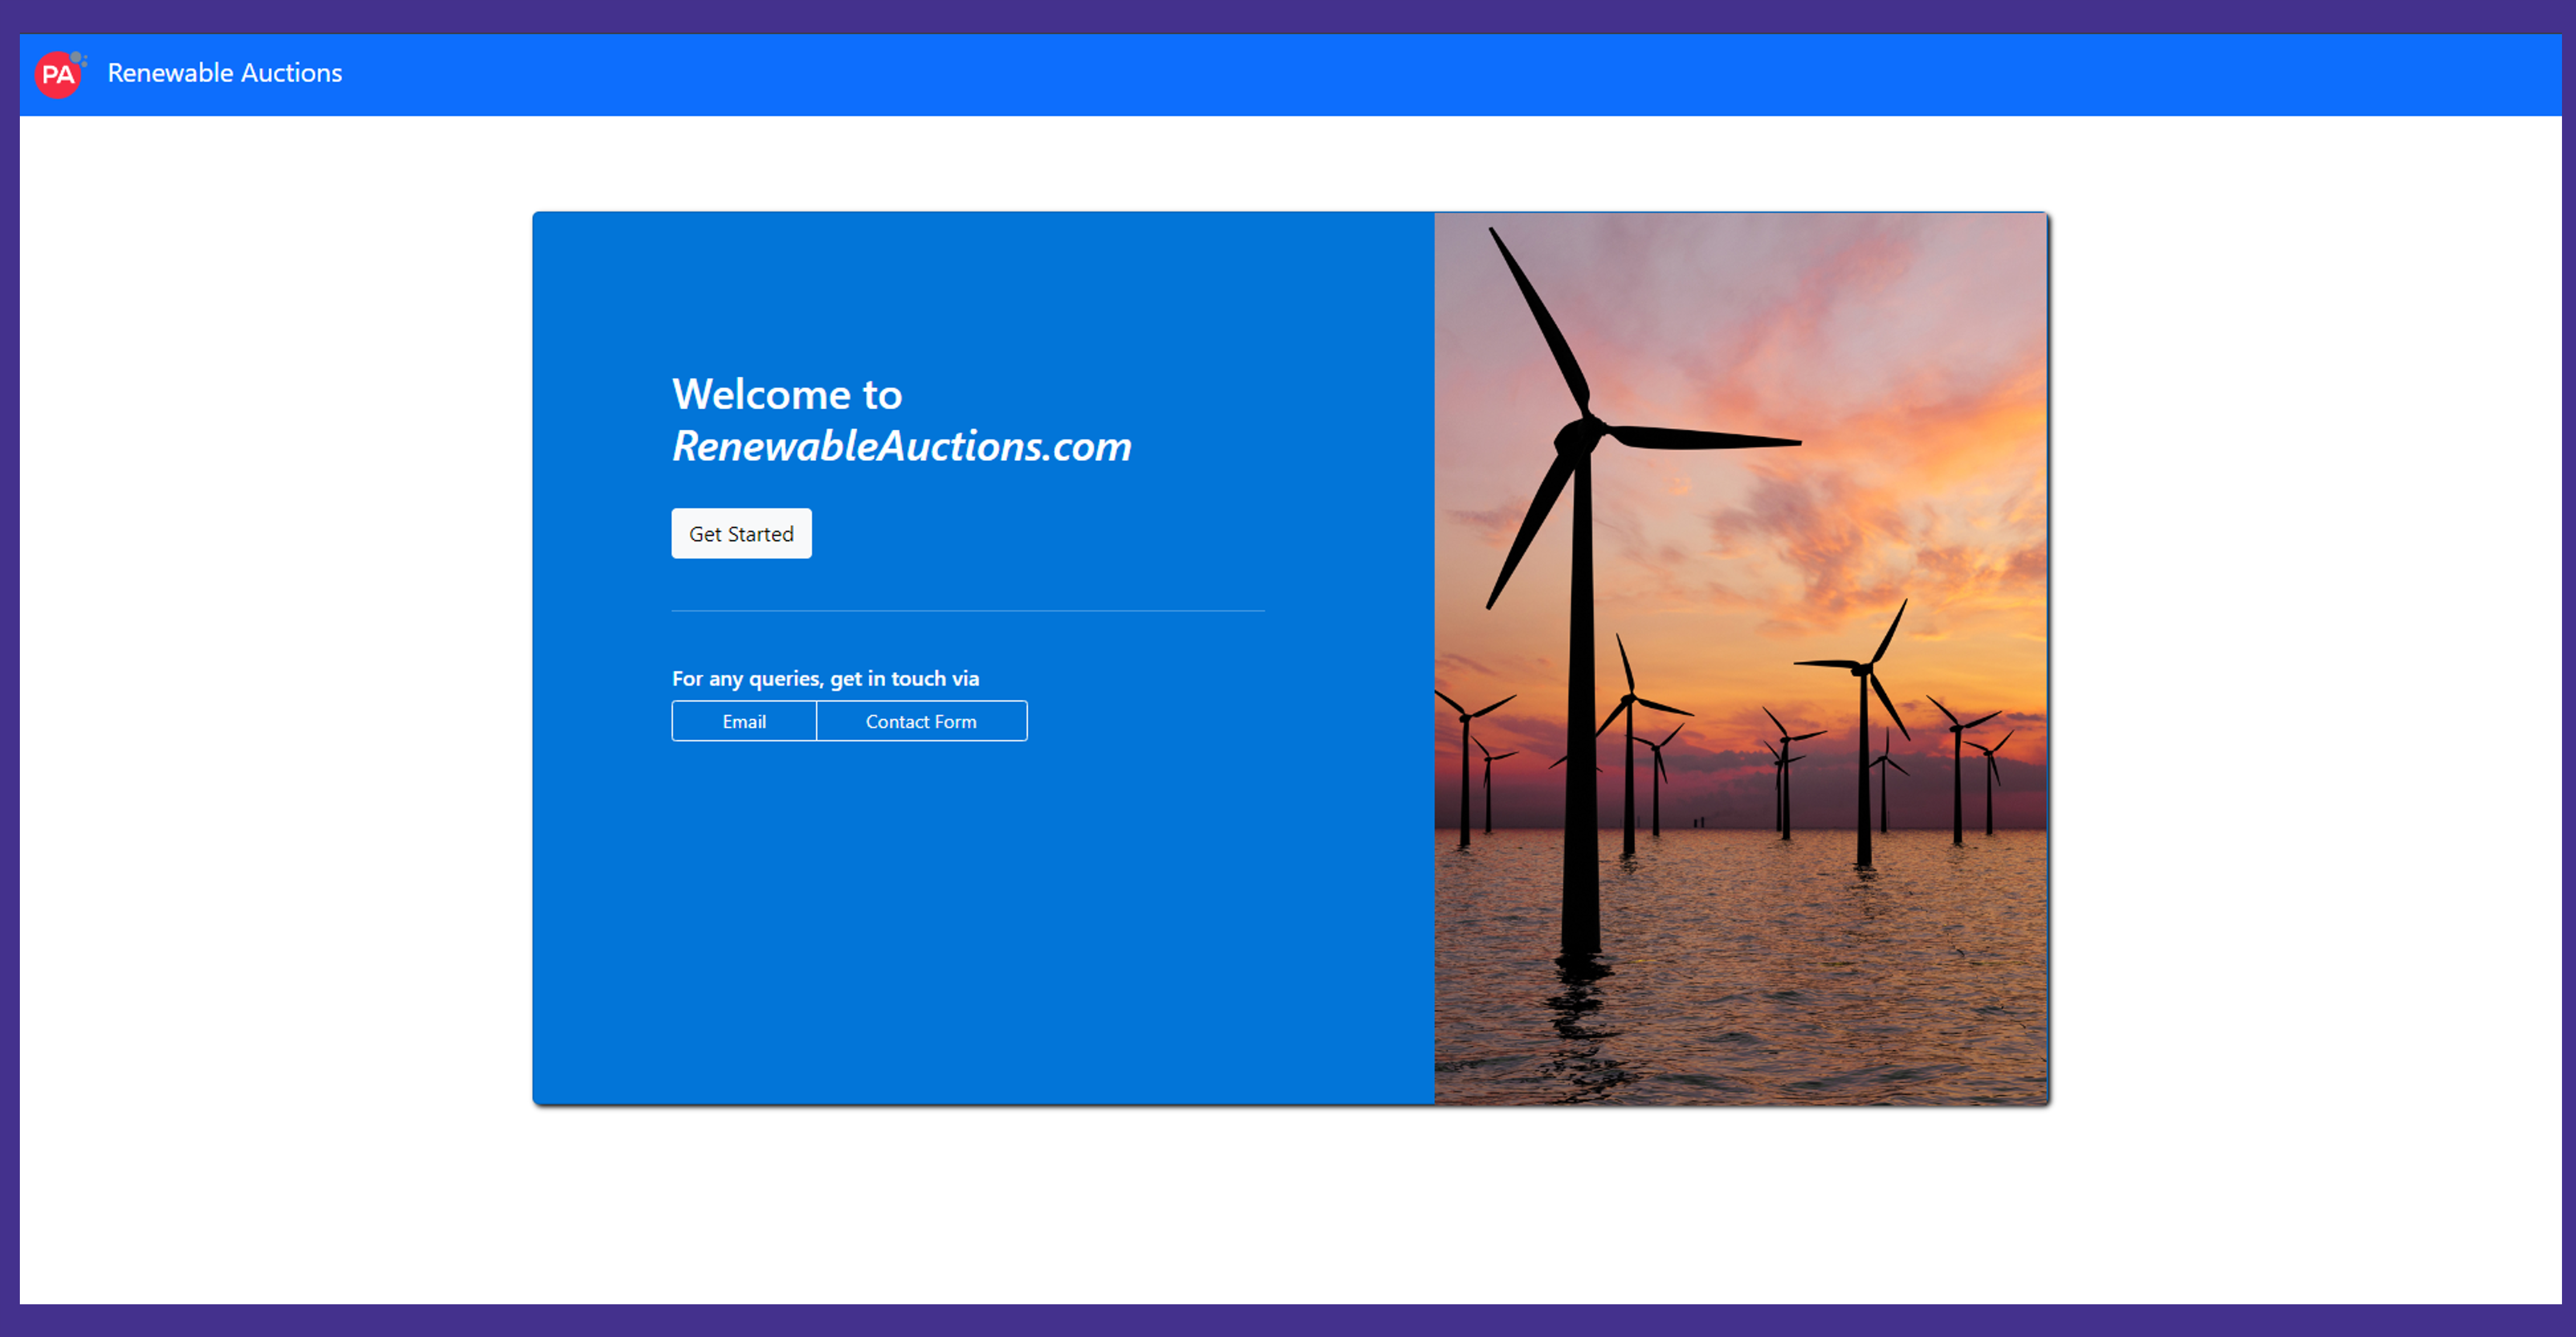 PA
Renewable Auctions
Welcome to
RenewableAuctions.com
Get Started
For any queries, get in touch via
Email
Contact Form